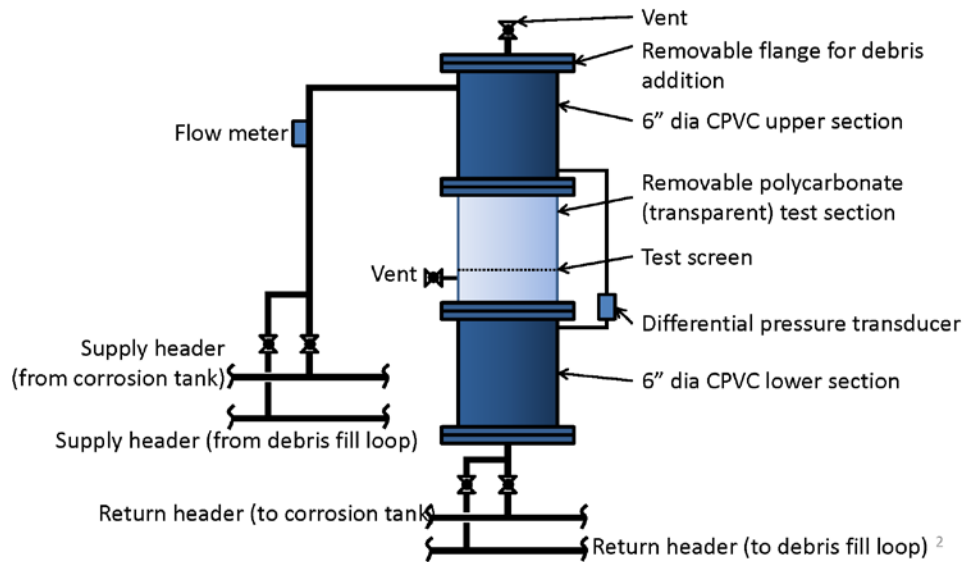 Vent
Removable flange for debris
addition
6” dia CPVC upper section
Flow meter
Removable polycarbonate
(transparent) test section
Test screen
Vent
Differential pressure transducer
Supply header
(from corrosion tank)
6” dia CPVC lower section
Supply header (from debris fill loop)
Return header (to corrosion tank)
Return header (to debris fill loop) 2